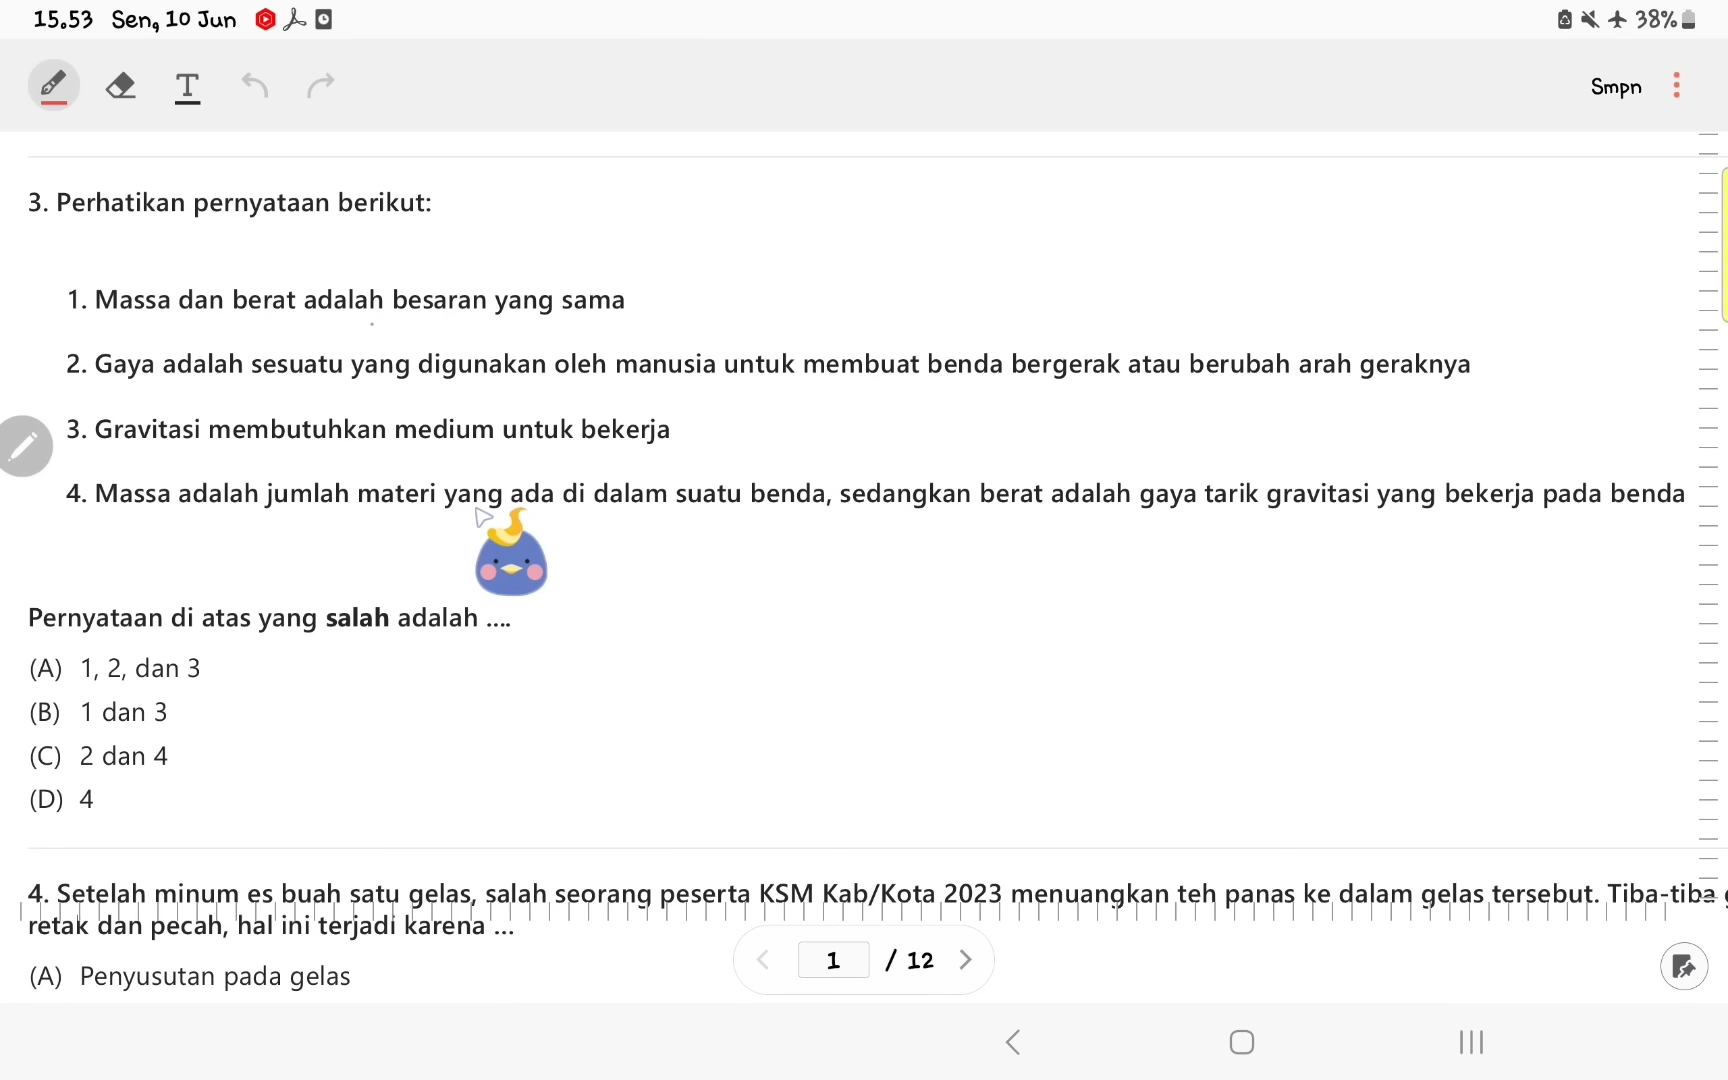 15.53 Sen, 10 Jun
38%
T
Smpn
3. Perhatikan pernyataan berikut:
1. Massa dan berat adalah besaran yang sama
2. Gaya adalah sesuatu yang digunakan oleh manusia untuk membuat benda bergerak atau berubah arah geraknya
3. Gravitasi membutuhkan medium untuk bekerja
4. Massa adalah jumlah materi yang ada di dalam suatu benda, sedangkan berat adalah gaya tarik gravitasi yang bekerja pada benda
Pernyataan di atas yang salah adalah ....
(A) 1, 2, dan 3
(B) 1 dan 3
(C) 2 dan 4
(D) 4
4. Setelah minum es buah satu gelas, salah seorang peserta KSM Kab/Kota 2023 menuangkan teh panas ke dalam gelas tersebut. Tiba-tiba
retak dan pecah, hal ini terjadi karena ...
(A) Penyusutan pada gelas
1 / 12